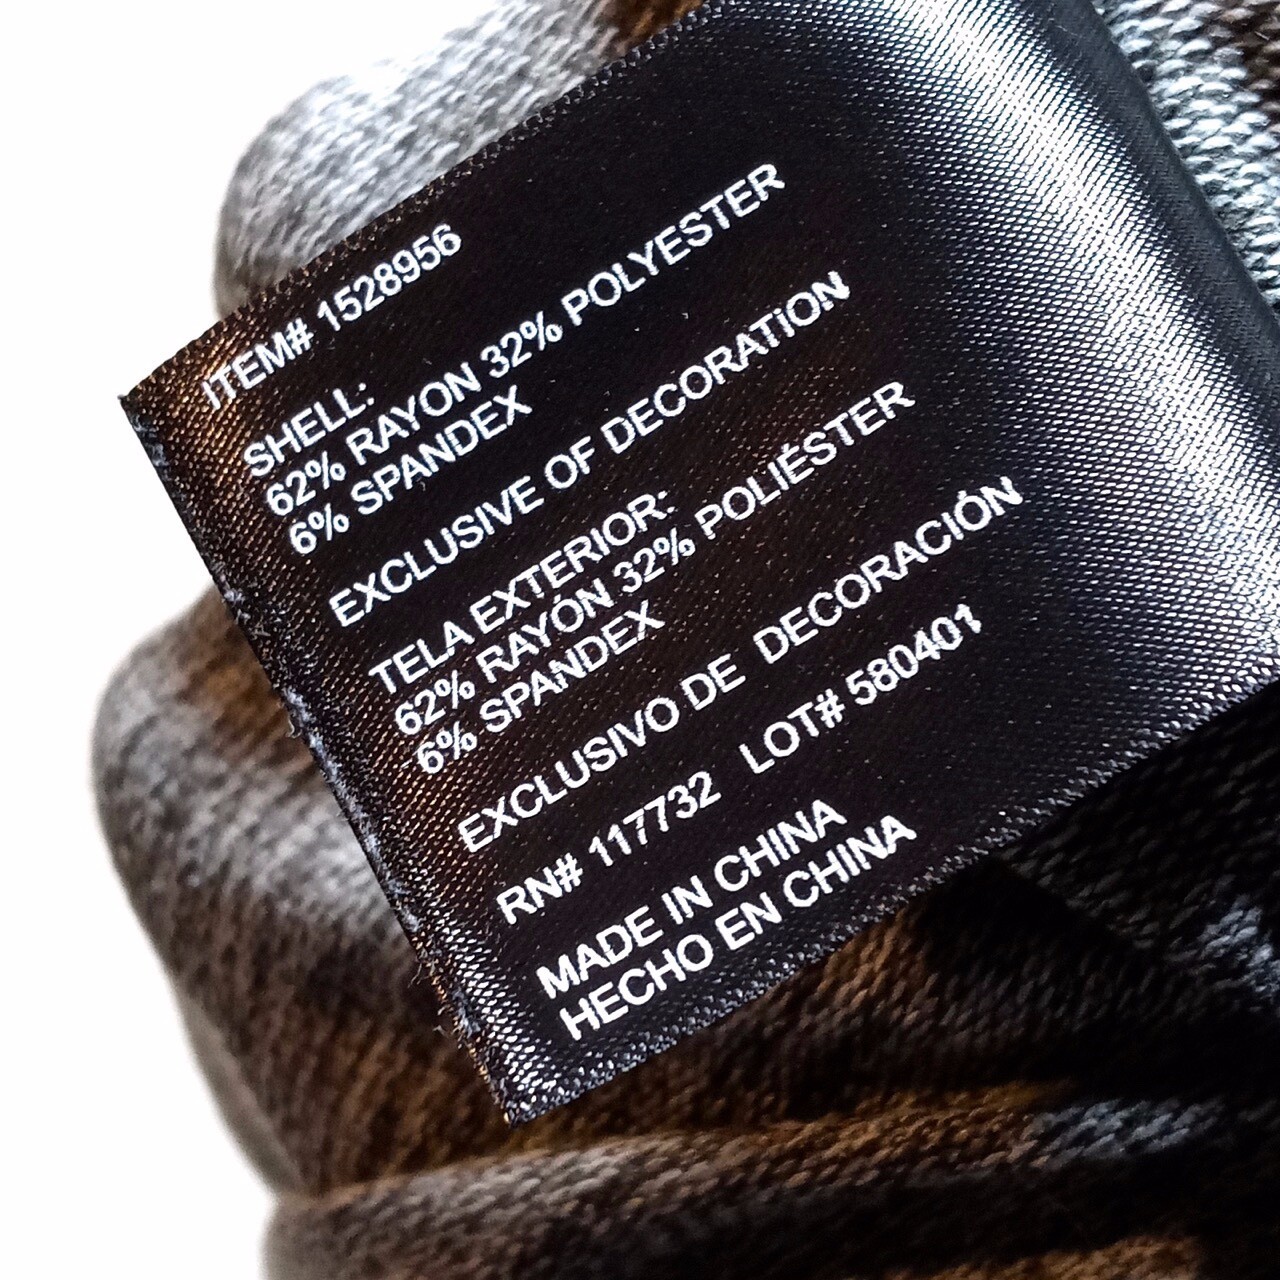 ITEM# 1528956
SHELL:
62% RAYON 32% POLYESTER
6% SPANDEX
EXCLUSIVE OF DECORATION
TELA EXTERIOR:
62% RAYÓN 32% POLIÉSTER
6% SPANDEX
EXCLUSIVO DE DECORACIÓN
RN# 117732 LOT# 580401
MADE IN CHINA
HECHO EN CHINA